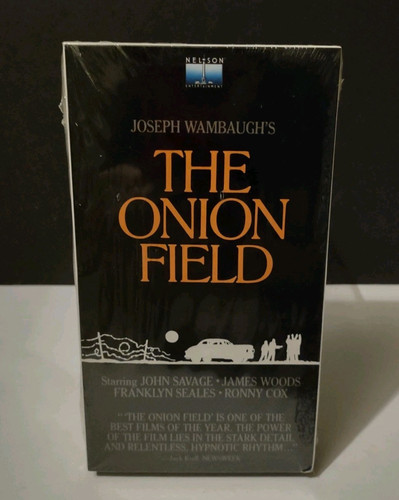 NELSON
ENTERTAINMENT
JOSEPH WAMBAUGH'S
THE
ONION
FIELD
Starring JOHN SAVAGE • JAMES WOODS
FRANKLYN SEALES • RONNY COX
"'THE ONION FIELD' IS ONE OF THE
BEST FILMS OF THE YEAR. THE POWER
OF THE FILM LIES IN THE STARK DETAIL
AND RELENTLESS, HYPNOTIC RHYTHM..."
—Jack Kroll, NEWSWEEK